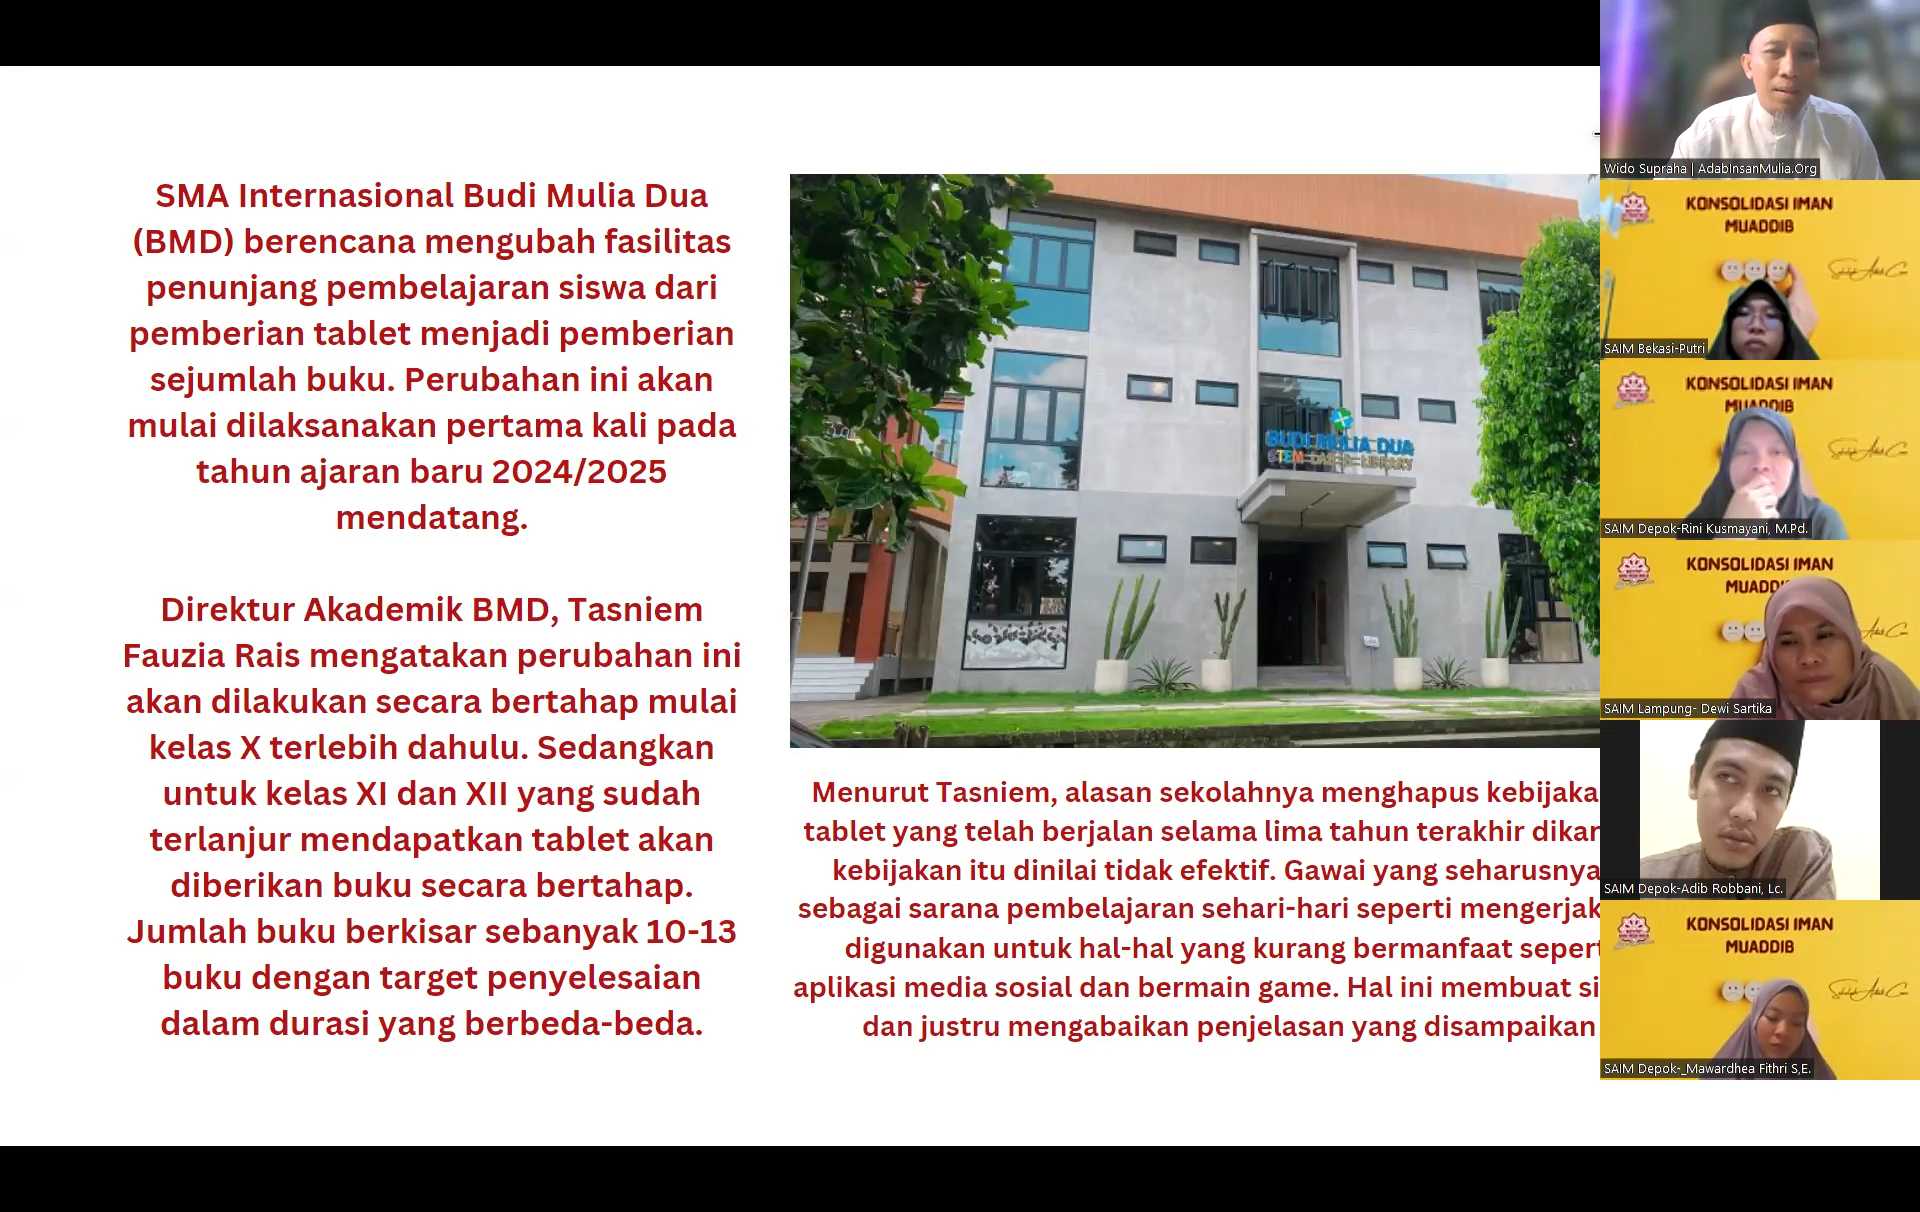 SMA Internasional Budi Mulia Dua
(BMD) berencana mengubah fasilitas
penunjang pembelajaran siswa dari
pemberian tablet menjadi pemberian
sejumlah buku. Perubahan ini akan
mulai dilaksanakan pertama kali pada
tahun ajaran baru 2024/2025
mendatang.
Direktur Akademik BMD, Tasniem
Fauzia Rais mengatakan perubahan ini
akan dilakukan secara bertahap mulai
kelas X terlebih dahulu. Sedangkan
untuk kelas XI dan XII yang sudah
terlanjur mendapatkan tablet akan
diberikan buku secara bertahap.
Jumlah buku berkisar sebanyak 10-13
buku dengan target penyelesaian
dalam durasi yang berbeda-beda.
BUDI MULIA DUA
STEM LIBRARY
Menurut Tasniem, alasan sekolahnya menghapus
tablet yang telah berjalan selama lima tahun terakhir
kebijakan itu dinilai tidak efektif. Gawai yang seharusnya
sebagai sarana pembelajaran sehari-hari seperti
digunakan untuk hal-hal yang kurang bermanfaat
aplikasi media sosial dan bermain game. Hal ini membuat
dan justru mengabaikan penjelasan yang disampaikan
Wido Supraha | AdabInsanMulia.Org
KONSOLIDASI IMAN
MUADDIB
SAIM Bekasi-Putri
KONSOLIDASI IMAN
MUADDIB
SAIM Depok-Rini Kusmayani, M.Pd.
KONSOLIDASI IMAN
SAIM Lampung- Dewi Sartika
SAIM Depok-Adib Robbani, Lc.
KONSOLIDASI IMAN
MUADDIB
SAIM Depok-_Mawardhea Fithri S,E.